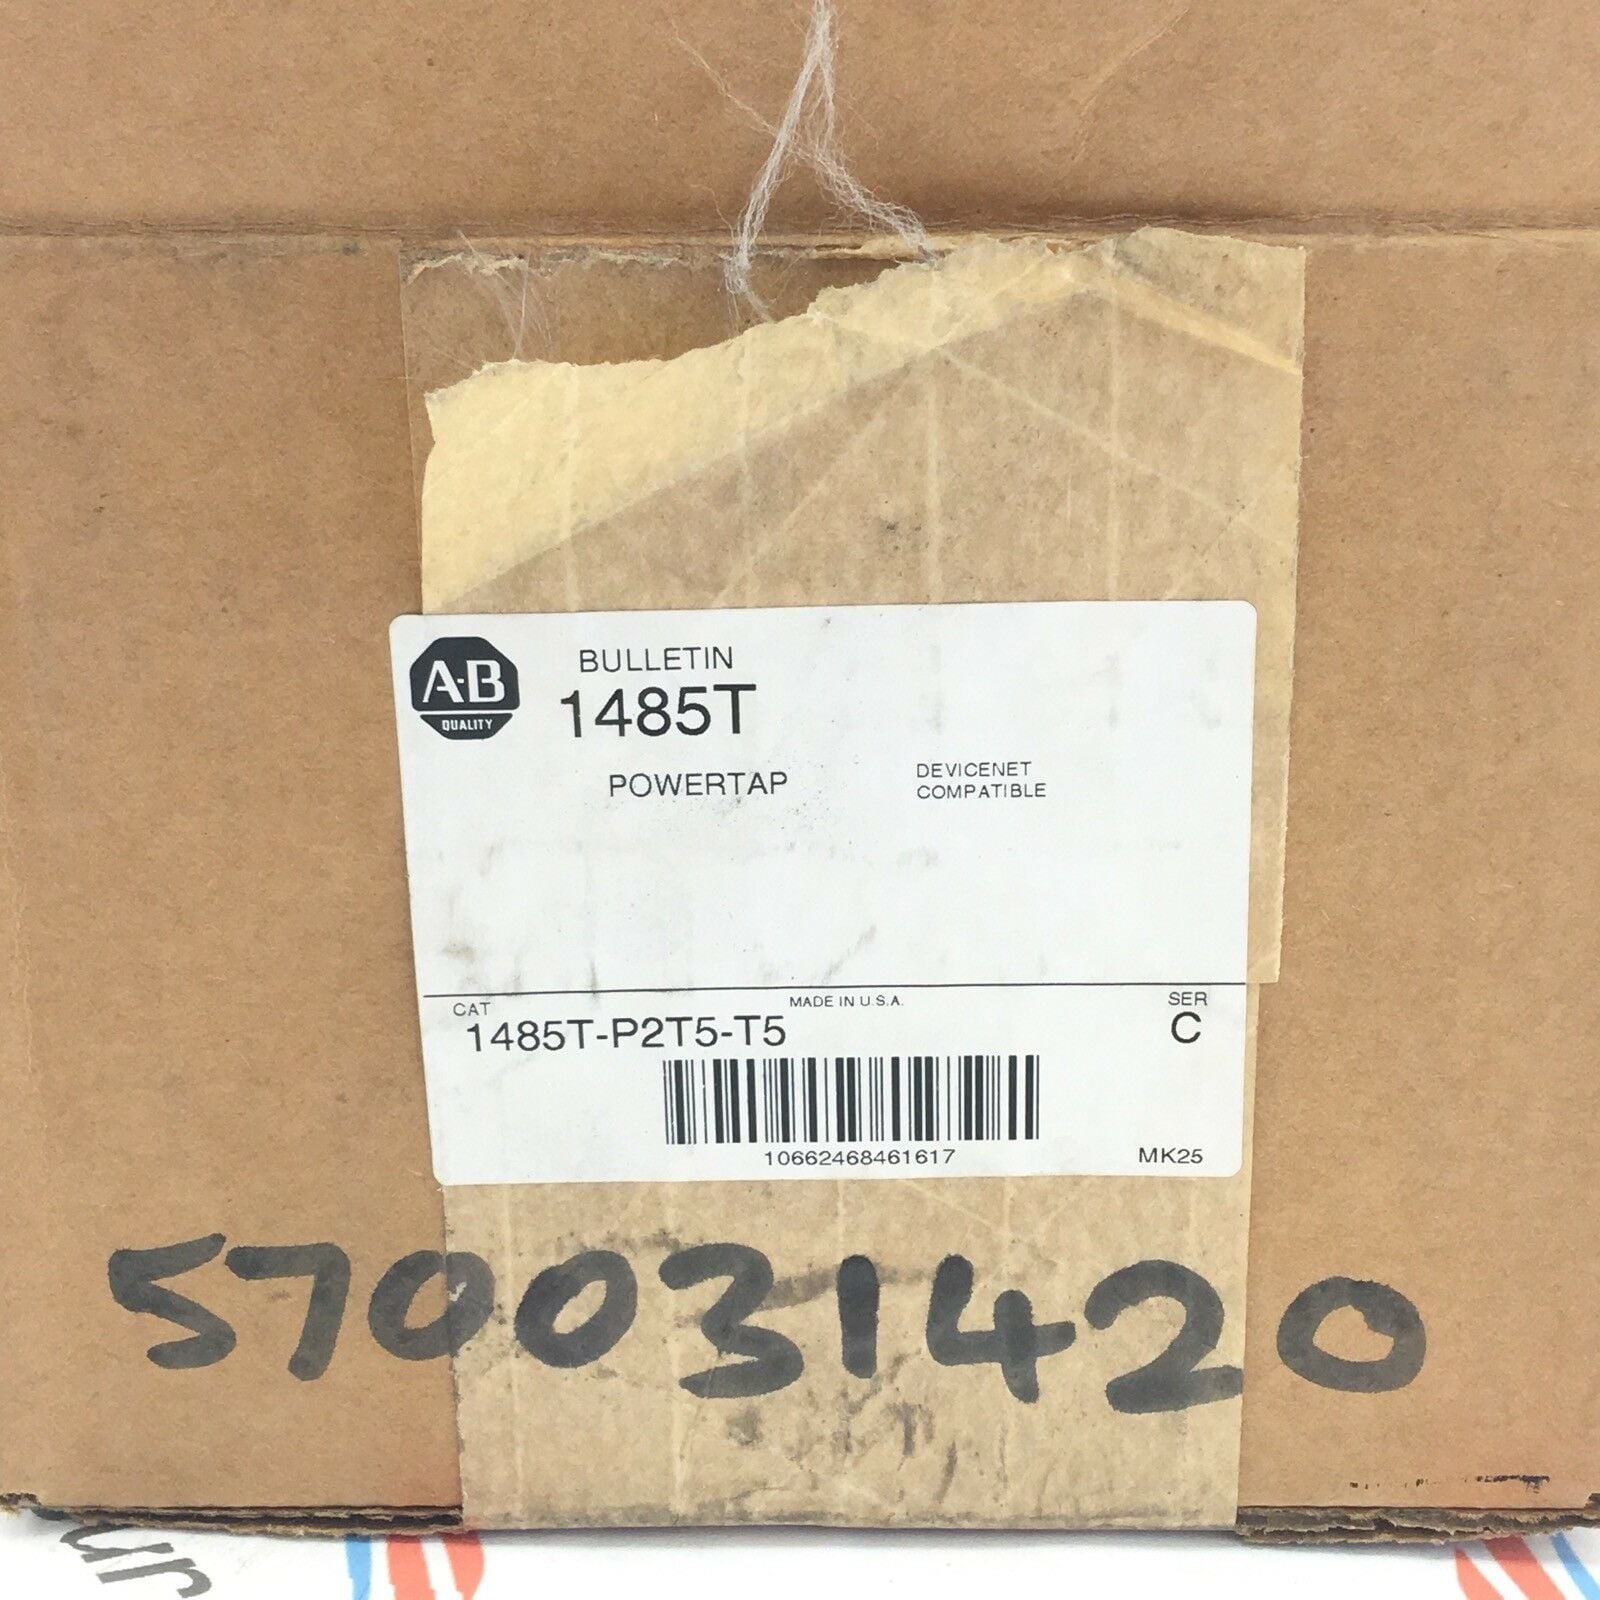 A·B
QUALITY
BULLETIN
1485T
POWERTAP
DEVICENET
COMPATIBLE
CAT
MADE IN U.S.A.
SER
1485T-P2T5-T5
C
10662468461617
MK25
570031420